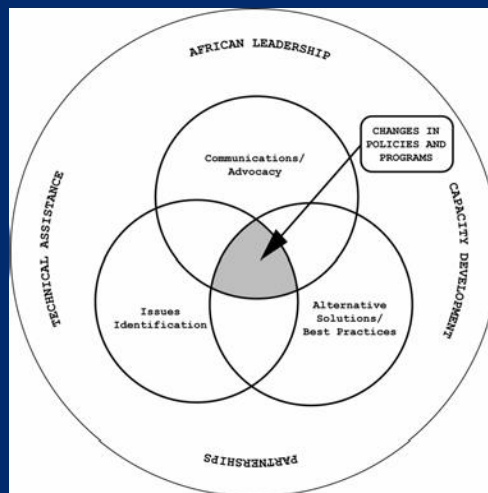 AFRICAN LEADERSHIP
CHANGES IN
POLICIES AND
PROGRAMS
Communications/
Advocacy
TECHNICAL ASSISTANCE
CAPACITY DEVELOPMENT
Issues
Identification
Alternative
Solutions/
Best Practices
PARTNERSHIPS